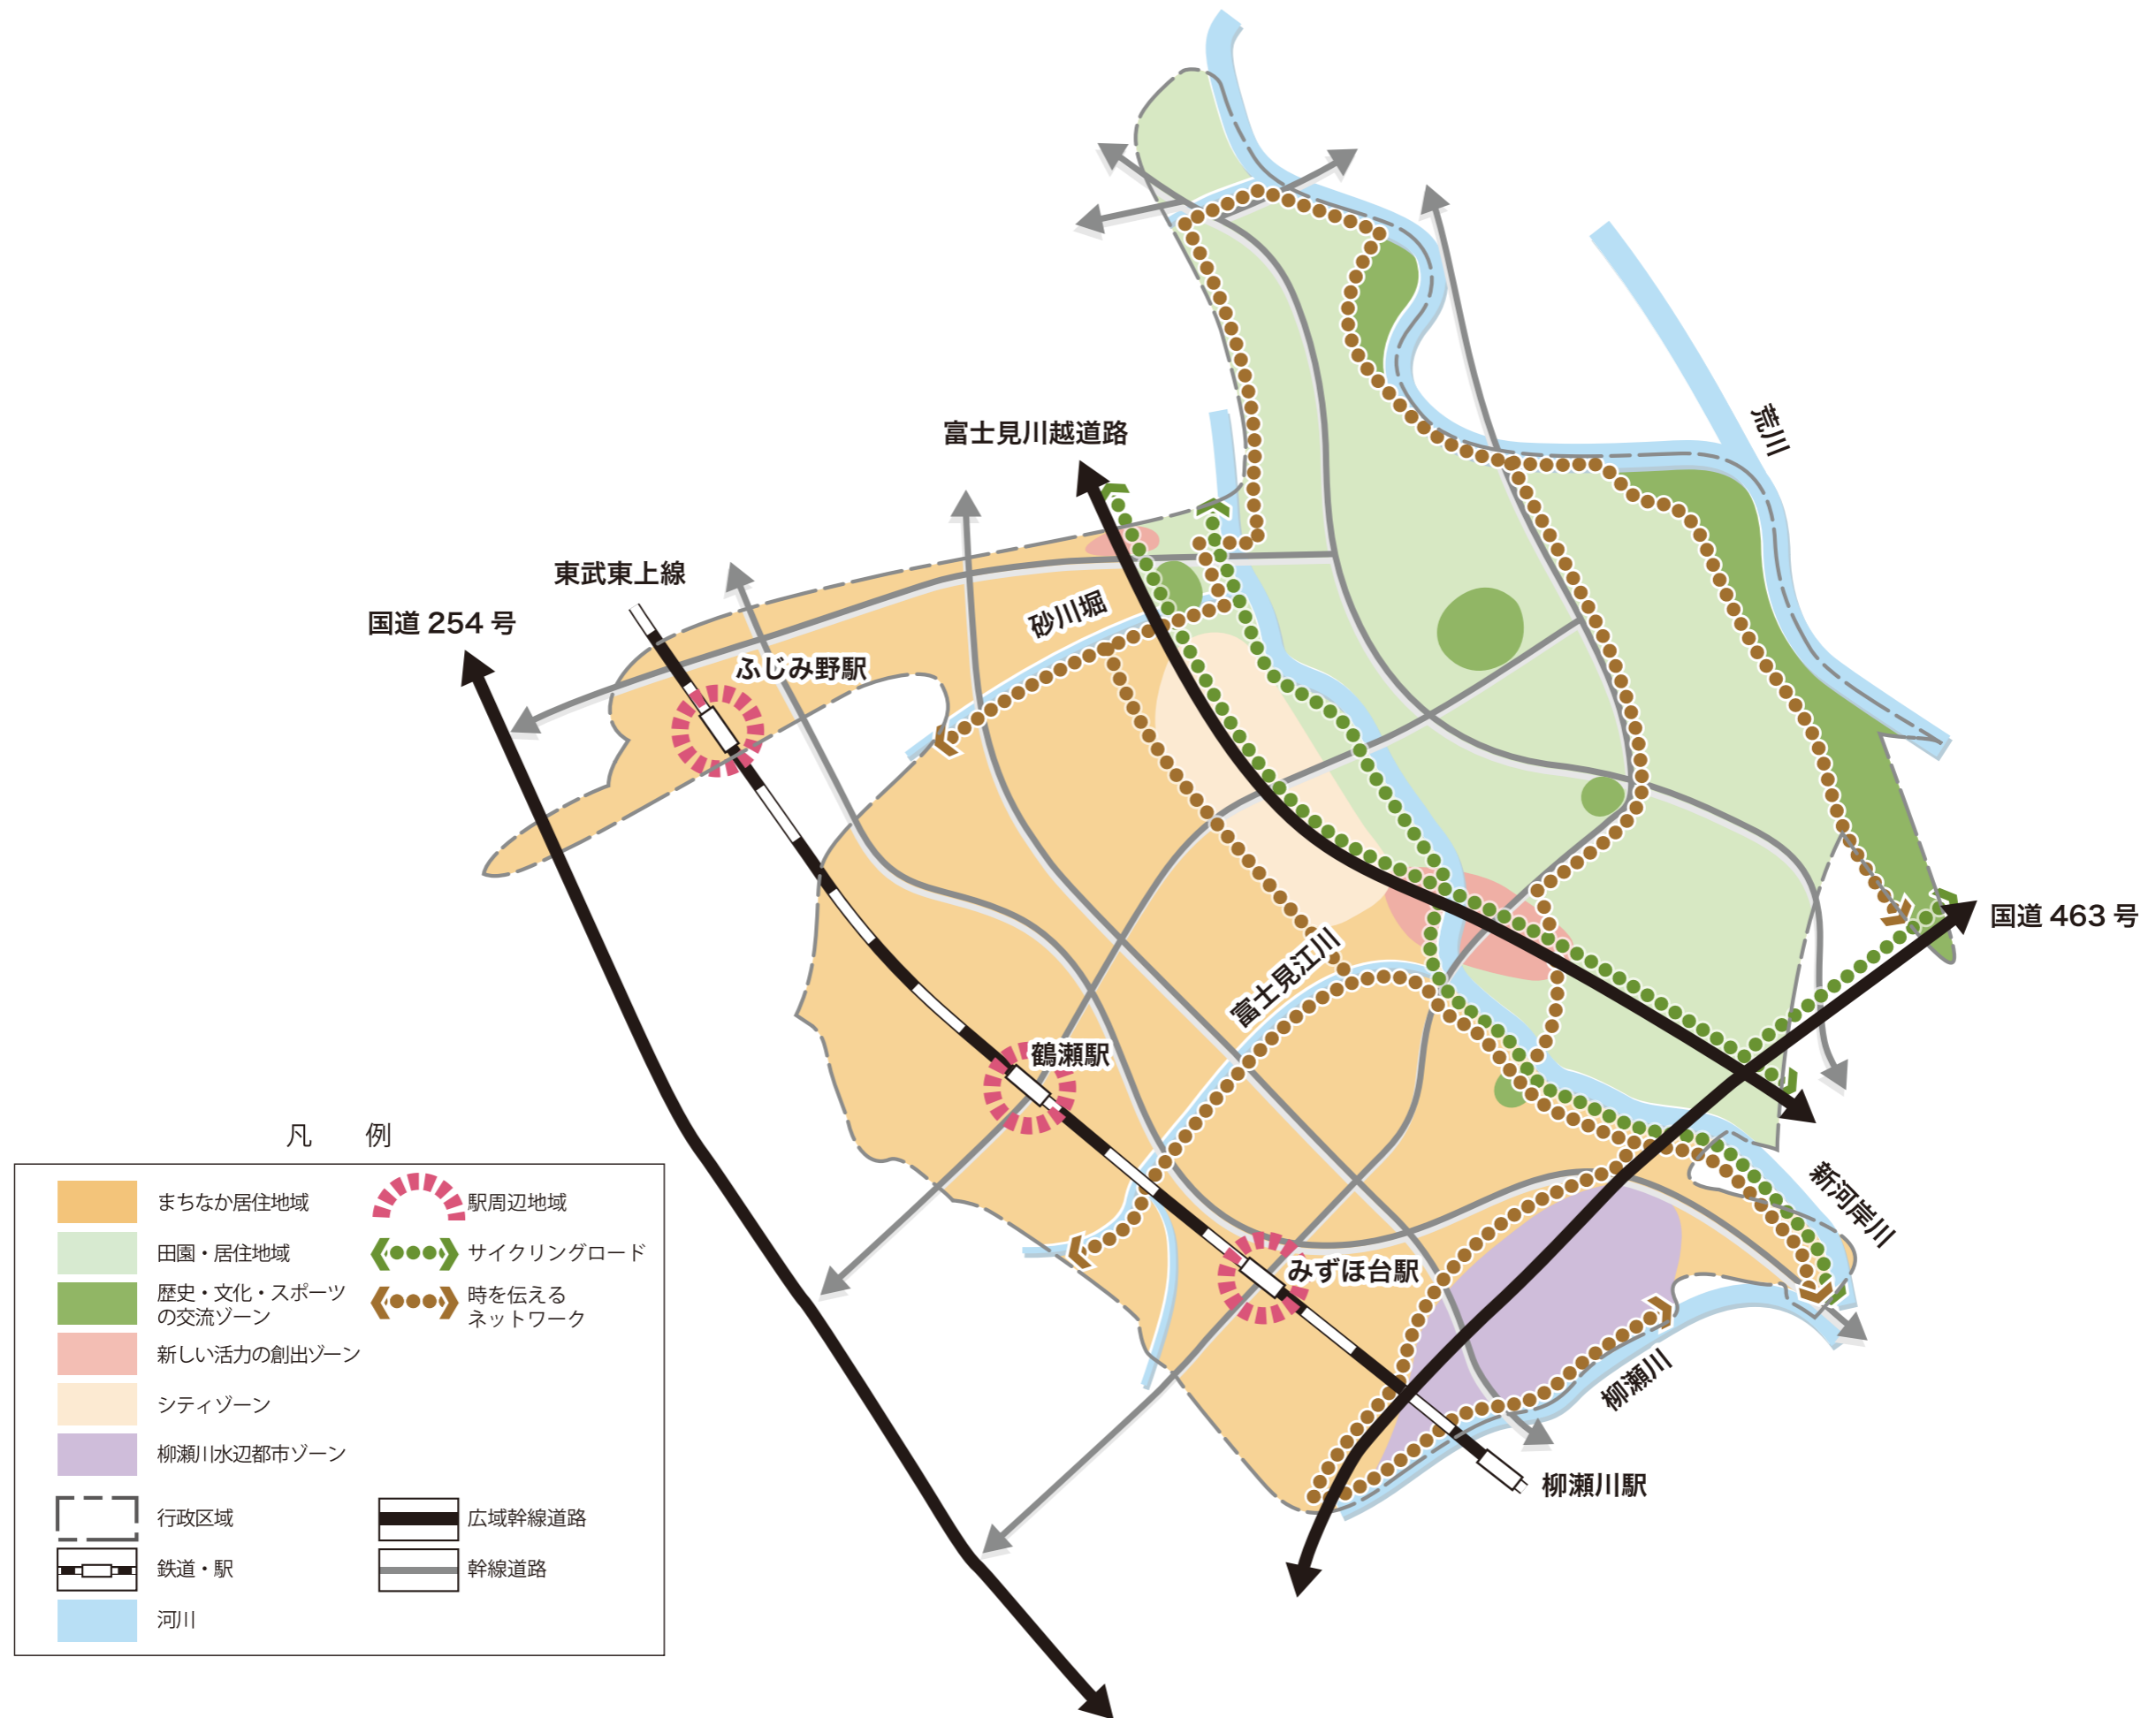 荒川
富士見川越道路
東武東上線
国道 254 号
砂川堀
ふじみ野駅
国道 463 号
富士見江川
鶴瀬駅
新河岸川
みずほ台駅
柳瀬川
柳瀬川駅
凡 例
まちなか居住地域
田園・居住地域
歴史・文化・スポーツ
の交流ゾーン
新しい活力の創出ゾーン
シティゾーン
柳瀬川水辺都市ゾーン
行政区域
鉄道・駅
河川
駅周辺地域
サイクリングロード
時を伝える
ネットワーク
広域幹線道路
幹線道路